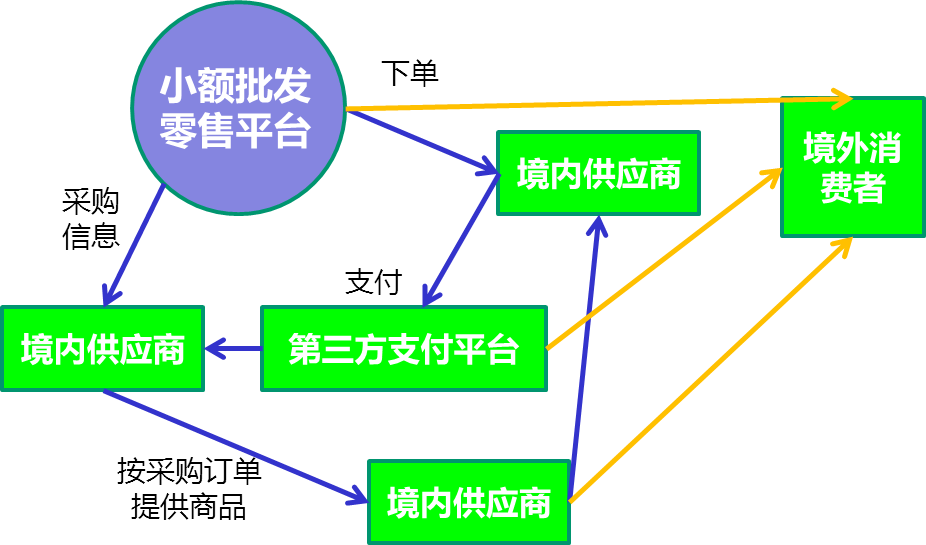 小额批发
零售平台
下单
境内供应商
境外消
费者
采购
信息
支付
境内供应商
第三方支付平台
按采购订单
提供商品
境内供应商